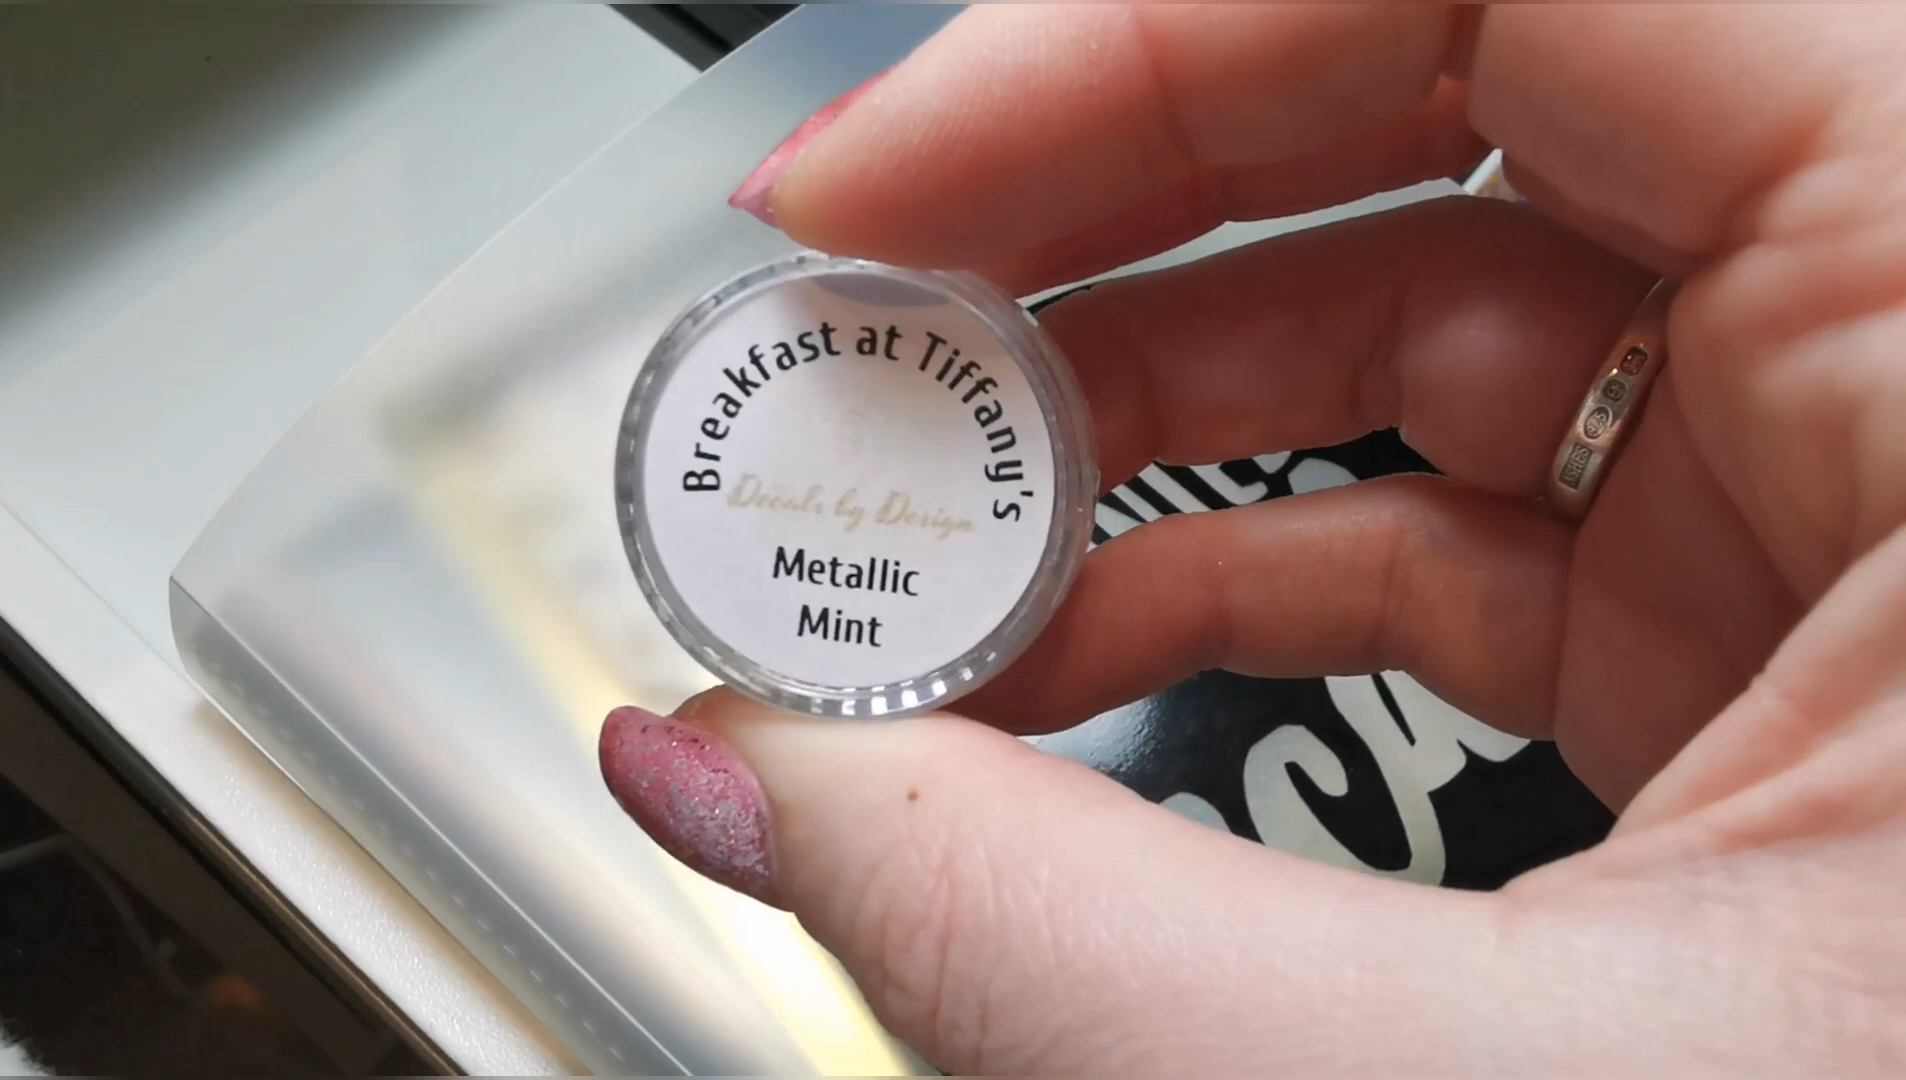 Breakfast at Tiffany's
Decals by Design
Metallic
Mint